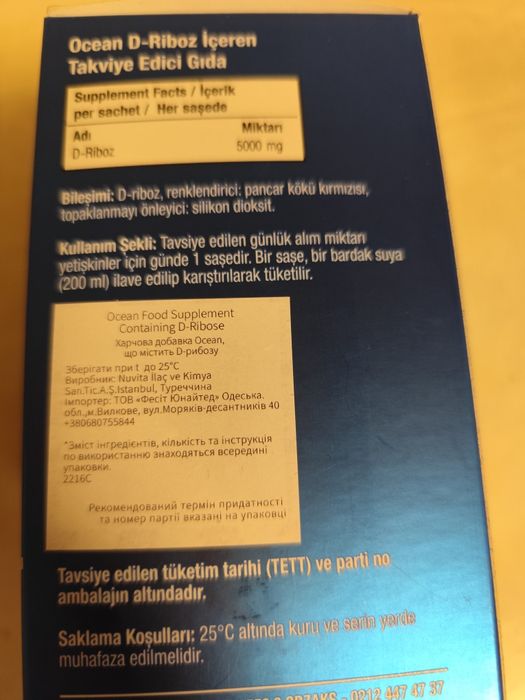 Ocean D-Riboz İçeren
Takviye Edici Gıda
Supplement Facts / İçerik
per sachet / Her saşede
Adı Miktarı
D-Riboz 5000 mg
Bileşimi: D-riboz, renklendirici: pancar kökü kırmızısı,
topaklanmayı önleyici: silikon dioksit.
Kullanım Şekli: Tavsiye edilen günlük alım miktarı
yetişkinler için günde 1 saşedir. Bir saşe, bir bardak suya
(200 ml) ilave edilip karıştırılarak tüketilir.
Ocean Food Supplement
Containing D-Ribose
Харчова добавка Ocean,
що містить D-рибозу
Зберігати при t до 25°C
Виробник: Nuvita İlaç ve Kimya
San.Tic.A.Ş.Istanbul, Туреччина
Імпортер: ТОВ «Фесіт Юнайтед» Одеська.
обл.,м.Вилкове, вул.Моряків-десантників 40
+380680755844
*Зміст інгредієнтів, кількість та інструкція
по використанню знаходяться всередині
упаковки.
2216C
Рекомендований термін придатності
та номер партії вказані на упаковці
Tavsiye edilen tüketim tarihi (TETT) ve parti no
ambalajın altındadır.
Saklama Koşulları: 25°C altında kuru ve serin yerde
muhafaza edilmelidir.
0212 447 47 37